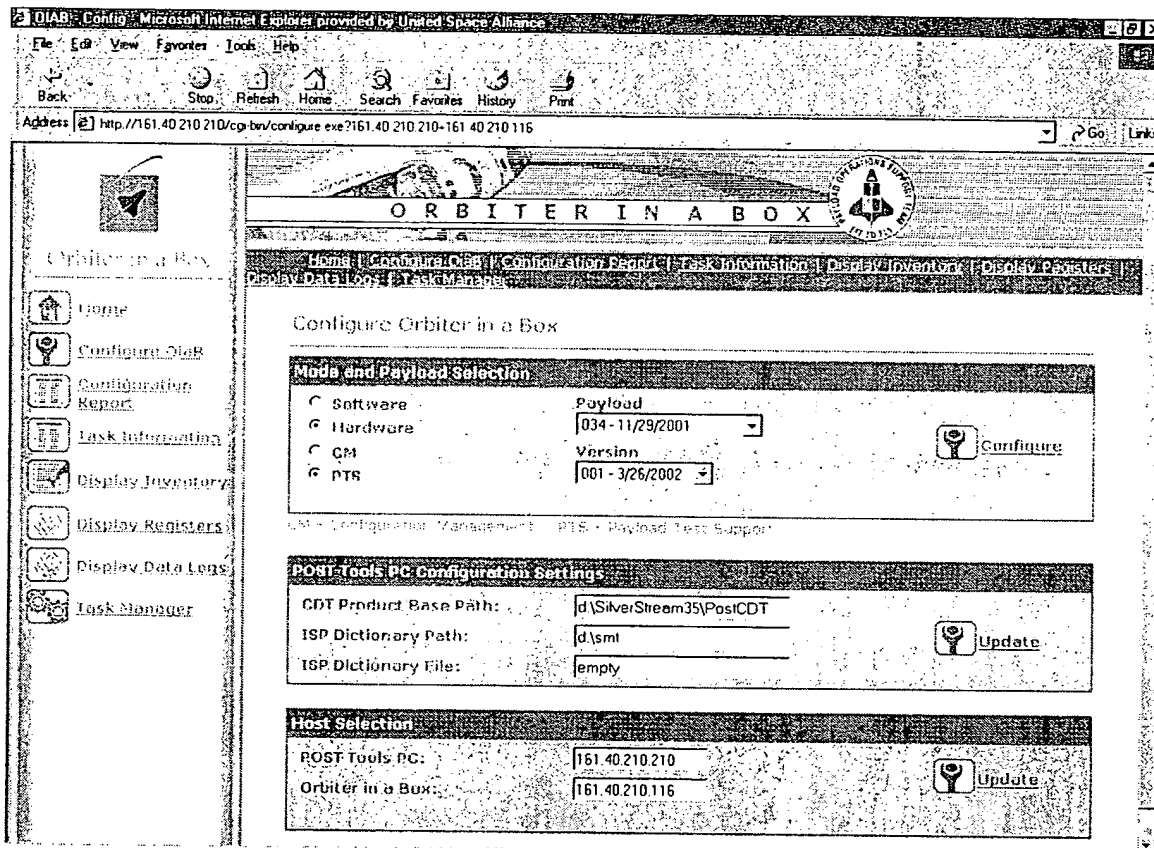 OIAB - Config - Microsoft Internet Explorer provided by United Space Alliance
File Edit View Favorites Tools Help
Back Stop Refresh Home Search Favorites History Print
Address http://161.40 210 210/cgi-bin/configure exe?161.40 210.210+161 40 210 116 Go Links
ORBITER IN A BOX
PAYLOAD OPERATIONS SUPPORT TEAM
Orbiter in a Box
Home | Configure OiaB | Configuration Report | Task Information | Display Inventory | Display Registers |
Display Data Logs | Task Manager
Home
Configure OiaB
Configuration
Report
Task Information
Display Inventory
Display Registers
Display Data Logs
Task Manager
Configure Orbiter in a Box
Mode and Payload Selection
Software
Hardware
CM
PTS
Payload
034 - 11/29/2001
Version
001 - 3/26/2002
Configure
CM - Configuration Management PTS - Payload Test Support
POST-Tools PC Configuration Settings
CDT Product Base Path: d:\SilverStream35\PostCDT
ISP Dictionary Path: d:\smt
ISP Dictionary File: empty
Update
Host Selection
POST Tools PC: 161.40.210.210
Orbiter in a Box: 161.40.210.116
Update